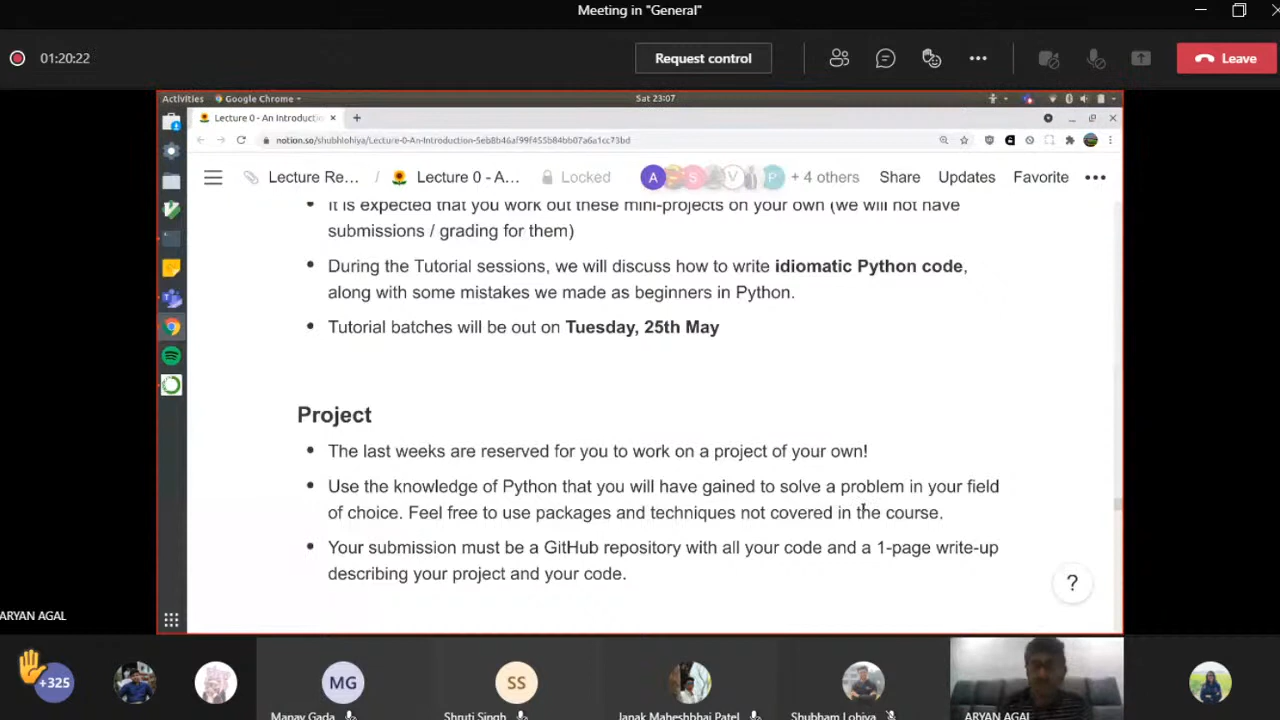 Meeting in "General"
01:20:22
Request control
Leave
Activities
Google Chrome
Sat 23:07
Lecture 0 - An Introductio
notion.so/shubhlohiya/Lecture-0-An-Introduction-5eb8b46af99f455b84bb07a6a1cc73bd
Lecture Re... / Lecture 0 - A... Locked A S V P + 4 others Share Updates Favorite
It is expected that you work out these mini-projects on your own (we will not have
submissions / grading for them)
During the Tutorial sessions, we will discuss how to write idiomatic Python code,
along with some mistakes we made as beginners in Python.
Tutorial batches will be out on Tuesday, 25th May
Project
The last weeks are reserved for you to work on a project of your own!
Use the knowledge of Python that you will have gained to solve a problem in your field
of choice. Feel free to use packages and techniques not covered in the course.
Your submission must be a GitHub repository with all your code and a 1-page write-up
describing your project and your code.
?
ARYAN AGAL
+325
MG
SS
Manav Gada
Shruti Singh
Janak Maheshbhai Patel
Shubham Lohiya
ARYAN AGAL